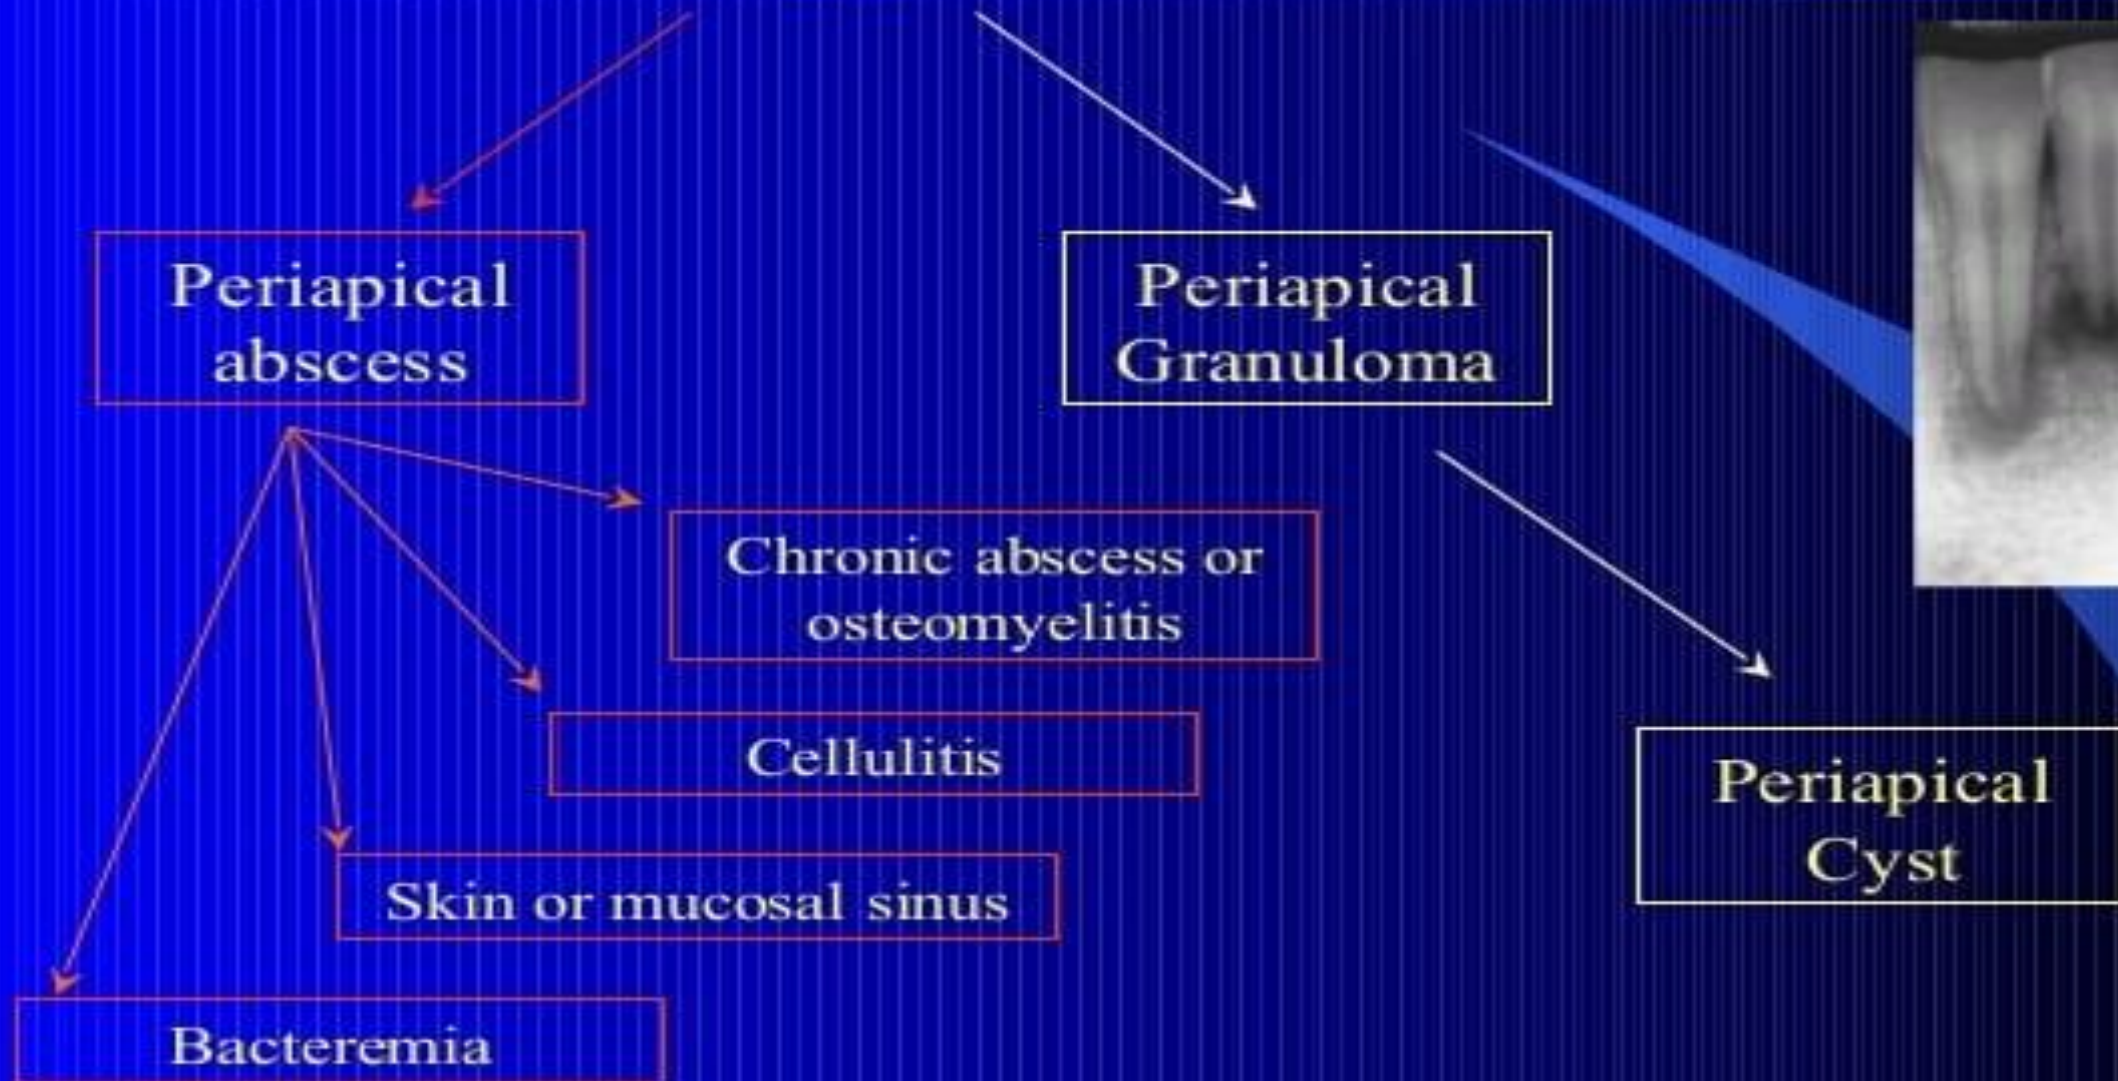 Periapical
abscess
Periapical
Granuloma
Chronic abscess or
osteomyelitis
Cellulitis
Periapical
Cyst
Skin or mucosal sinus
Bacteremia